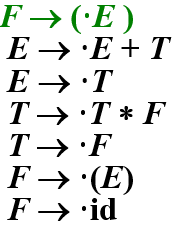 F → (·E )
E → ·E + T
E → ·T
T → ·T * F
T → ·F
F → ·(E)
F → ·id